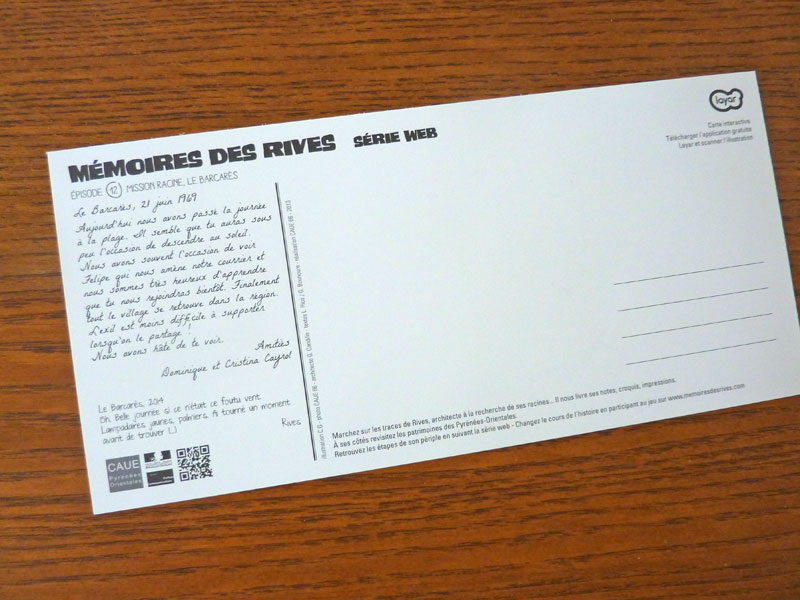 MÉMOIRES DES RIVES SÉRIE WEB
ÉPISODE 12 MISSION RACINE, LE BARCARÈS
Le Barcarès, 21 juin 1969
Aujourd'hui nous avons passé la journée
à la plage. Il semble que tu auras sous
peu l'occasion de descendre au soleil.
Nous avons souvent l'occasion de voir
Felipe qui nous amène notre courrier et
nous sommes très heureux d'apprendre
que tu nous rejoindras bientôt. Finalement
tout le village se retrouve dans la région.
L'exil est moins difficile à supporter
lorsqu'on le partage !
Nous avons hâte de te voir.
Amitiés
Dominique et Cristina Cayrol
Le Barcarès, 2014
15h. Belle journée si ce n'était ce foutu vent.
Lampadaires jaunes, palmiers. Ai tourné un moment
avant de trouver (...)
Rives
CAUE
Pyrénées
Orientales
layar
Carte interactive
Télécharger l'application gratuite
Layar et scanner l'illustration
Marchez sur les traces de Rives, architecte à la recherche de ses racines... Il nous livre ses notes, croquis, impressions.
À ses côtés revisitez les patrimoines des Pyrénées-Orientales.
Retrouvez les étapes de son périple en suivant la série web - Changez le cours de l'histoire en participant au jeu sur www.memoiresdesrives.com